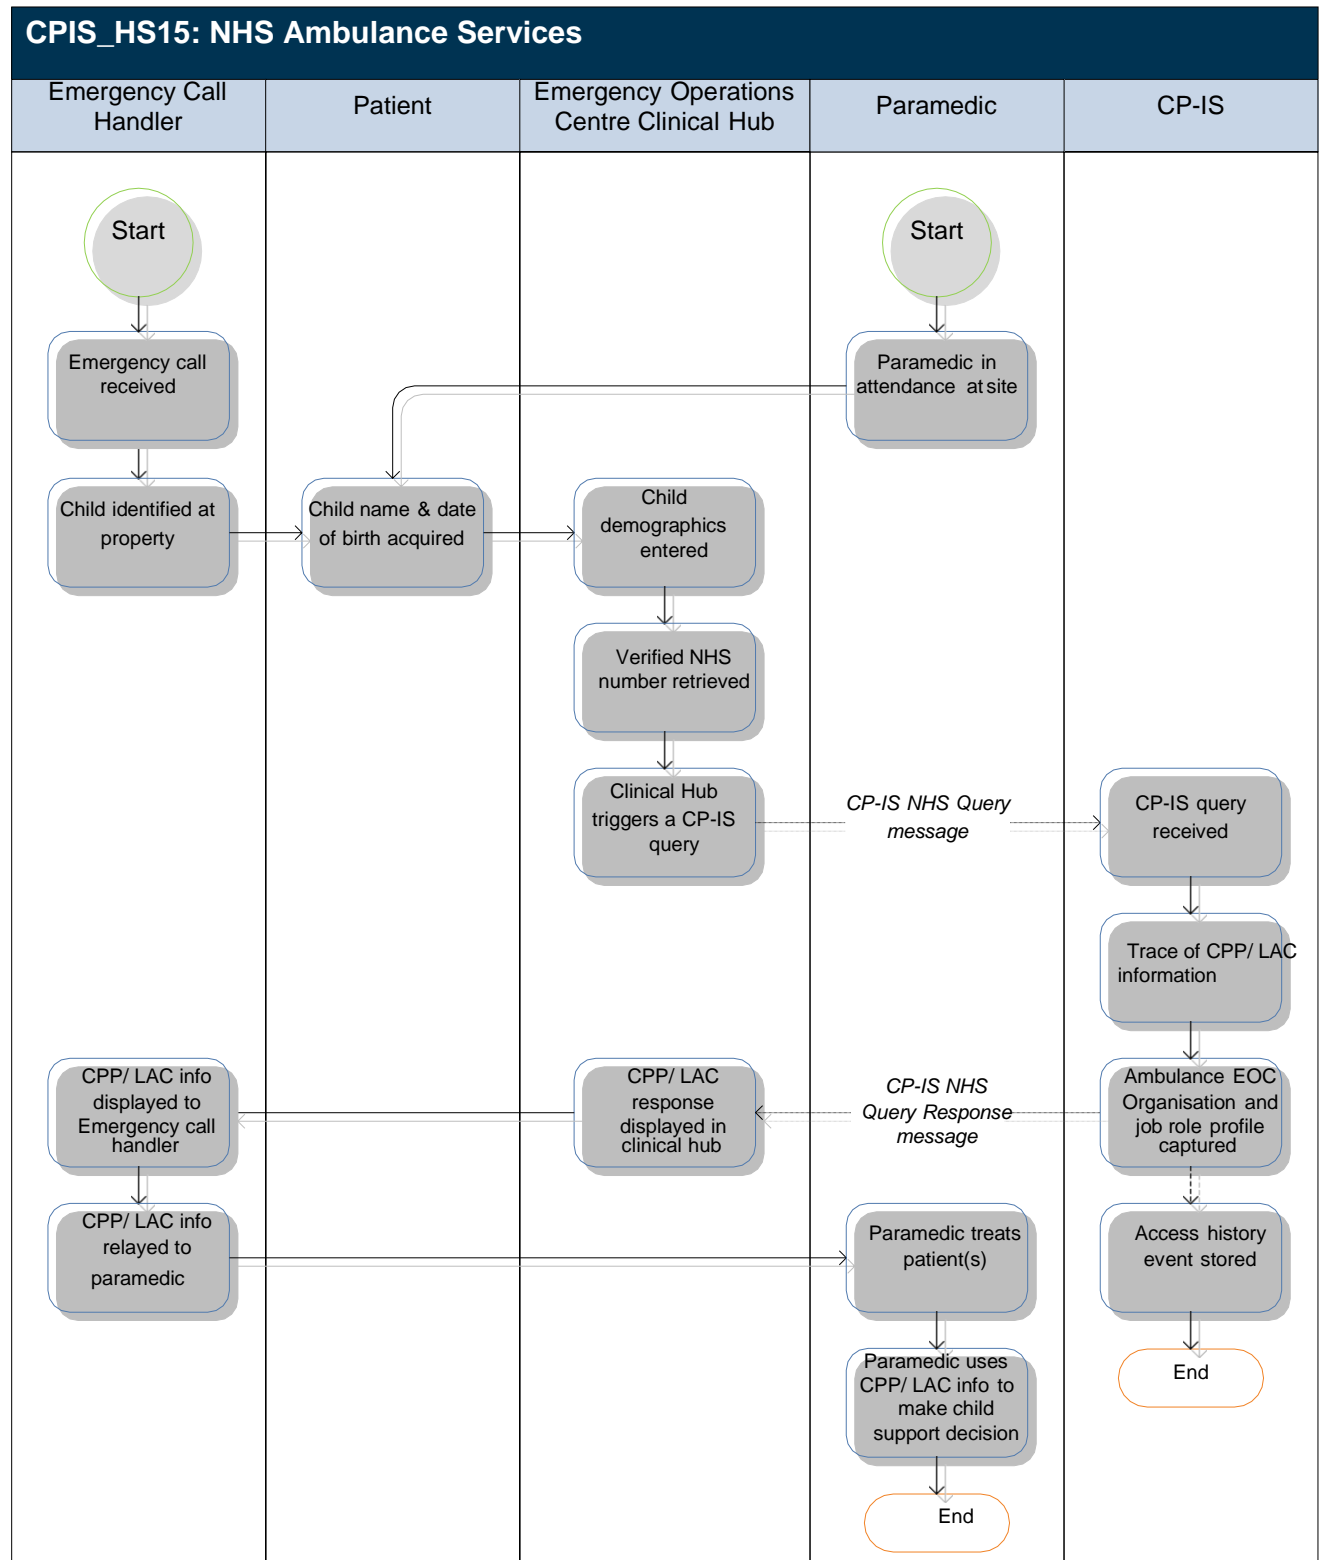 CPIS_HS15: NHS Ambulance Services
Emergency Call
Handler
Patient
Emergency Operations
Centre Clinical Hub
Paramedic
CP-IS
Start
Start
Emergency call
received
Paramedic in
attendance at site
Child identified at
property
Child name & date
of birth acquired
Child
demographics
entered
Verified NHS
number retrieved
Clinical Hub
triggers a CP-IS
query
CP-IS NHS Query
message
CP-IS query
received
Trace of CPP/ LAC
information
CPP/ LAC info
displayed to
Emergency call
handler
CPP/ LAC
response
displayed in
clinical hub
CP-IS NHS
Query Response
message
Ambulance EOC
Organisation and
job role profile
captured
CPP/ LAC info
relayed to
paramedic
Paramedic treats
patient(s)
Access history
event stored
Paramedic uses
CPP/ LAC info to
make child
support decision
End
End